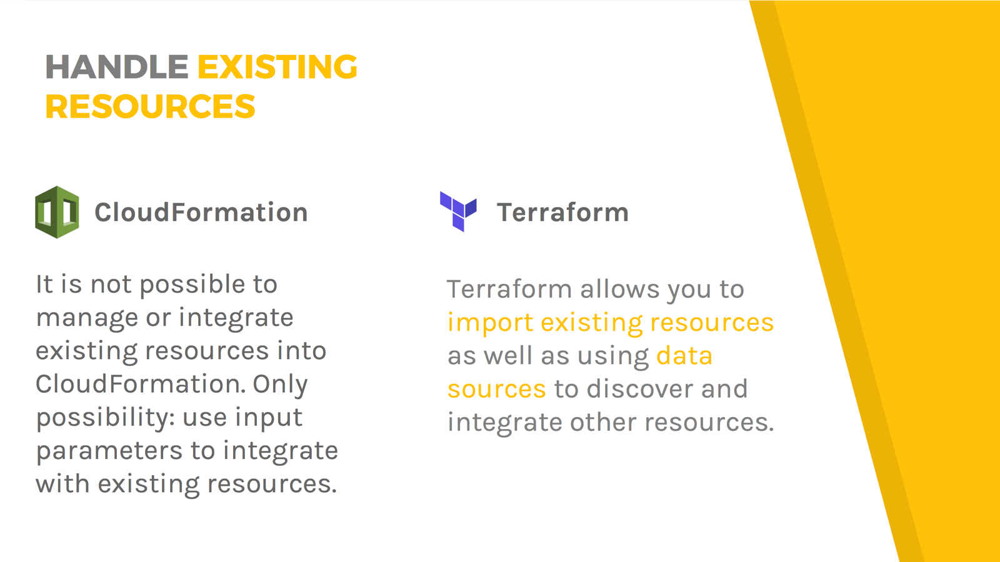 HANDLE EXISTING
RESOURCES
CloudFormation
It is not possible to
manage or integrate
existing resources into
CloudFormation. Only
possibility: use input
parameters to integrate
with existing resources.
Terraform
Terraform allows you to
import existing resources
as well as using data
sources to discover and
integrate other resources.